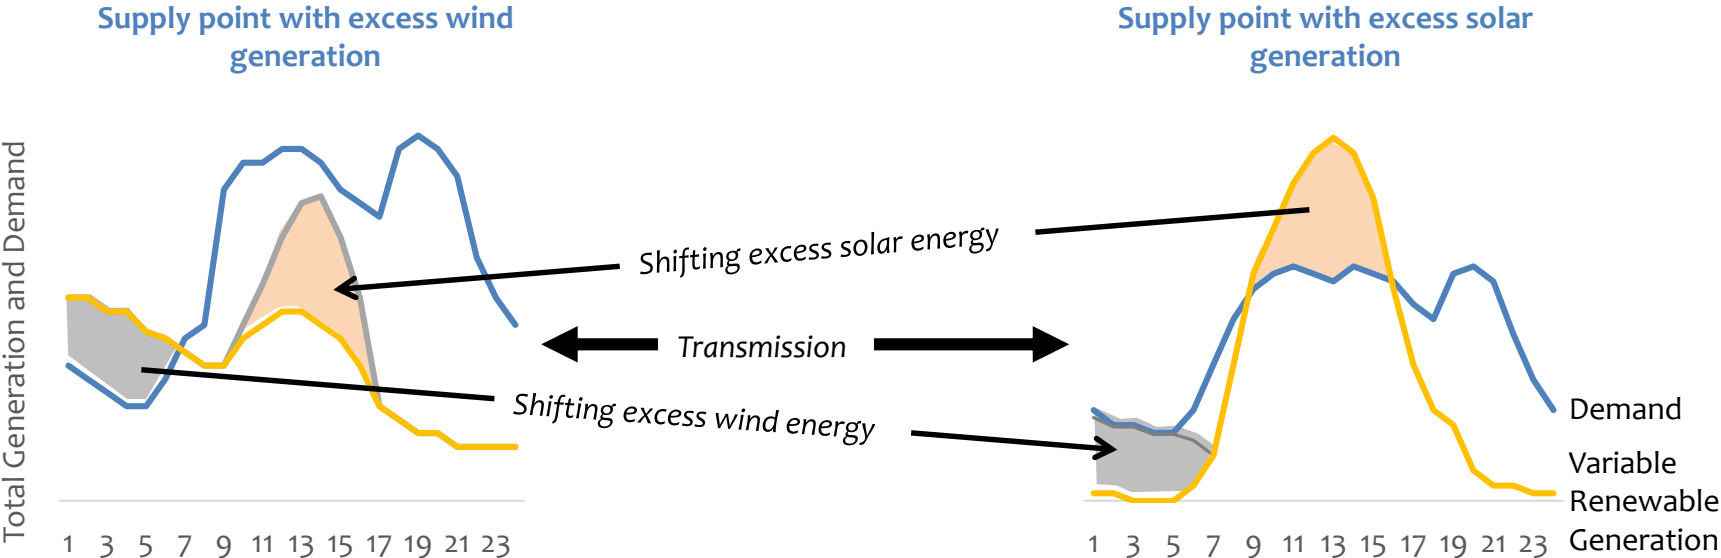 Supply point with excess wind
generation
Supply point with excess solar
generation
Total Generation and Demand
Shifting excess solar energy
Transmission
Shifting excess wind energy
Demand
Variable
Renewable
Generation
1 3 5 7 9 11 13 15 17 19 21 23
1 3 5 7 9 11 13 15 17 19 21 23